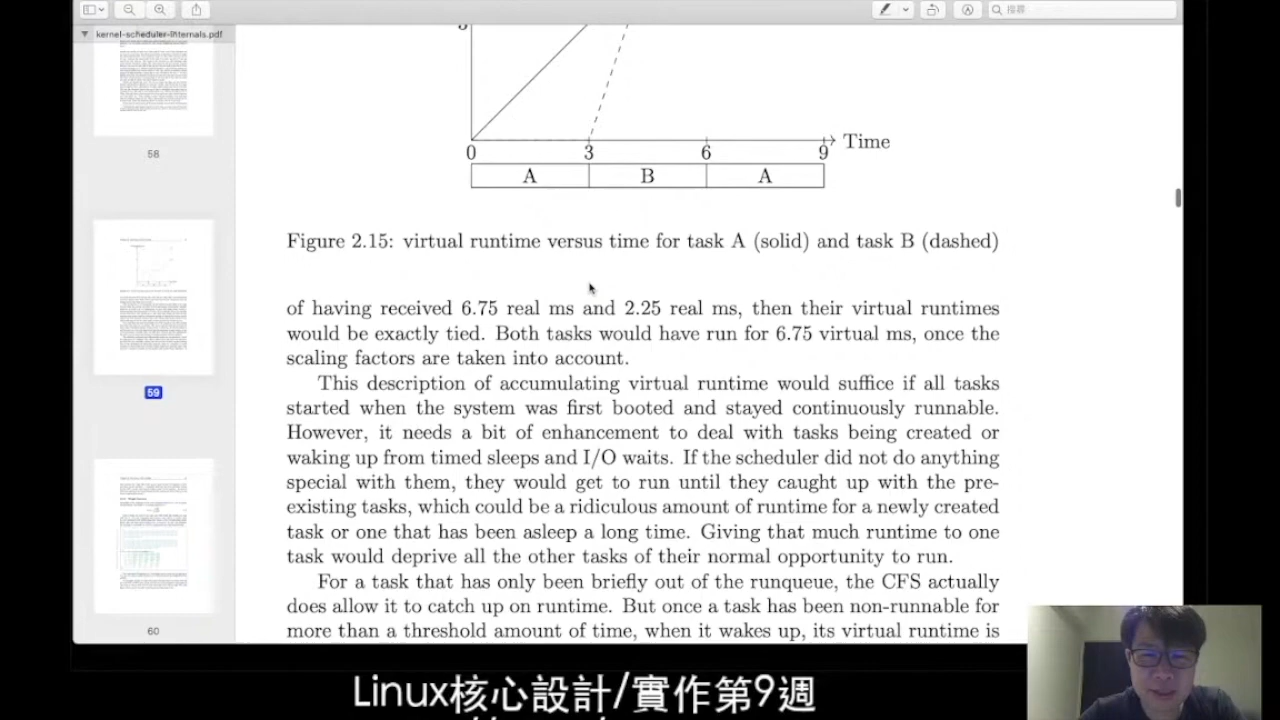 搜尋
kernel-scheduler-internals.pdf
58
59
60
0 3 6 9 Time
A B A
Figure 2.15: virtual runtime versus time for task A (solid) and task B (dashed)
of having received 6.75 real ms and 2.25 real ms, then their virtual runtimes
would be exactly tied. Both tasks would have run for 6.75 virtual ms, once the
scaling factors are taken into account.
This description of accumulating virtual runtime would suffice if all tasks
started when the system was first booted and stayed continuously runnable.
However, it needs a bit of enhancement to deal with tasks being created or
waking up from timed sleeps and I/O waits. If the scheduler did not do anything
special with them, they would get to run until they caught up with the pre-
existing tasks, which could be a ridiculous amount of runtime for a newly created
task or one that has been asleep a long time. Giving that much runtime to one
task would deprive all the other tasks of their normal opportunity to run.
For a task that has only been briefly out of the runqueue, the CFS actually
does allow it to catch up on runtime. But once a task has been non-runnable for
more than a threshold amount of time, when it wakes up, its virtual runtime is
Linux核心設計/實作第9週